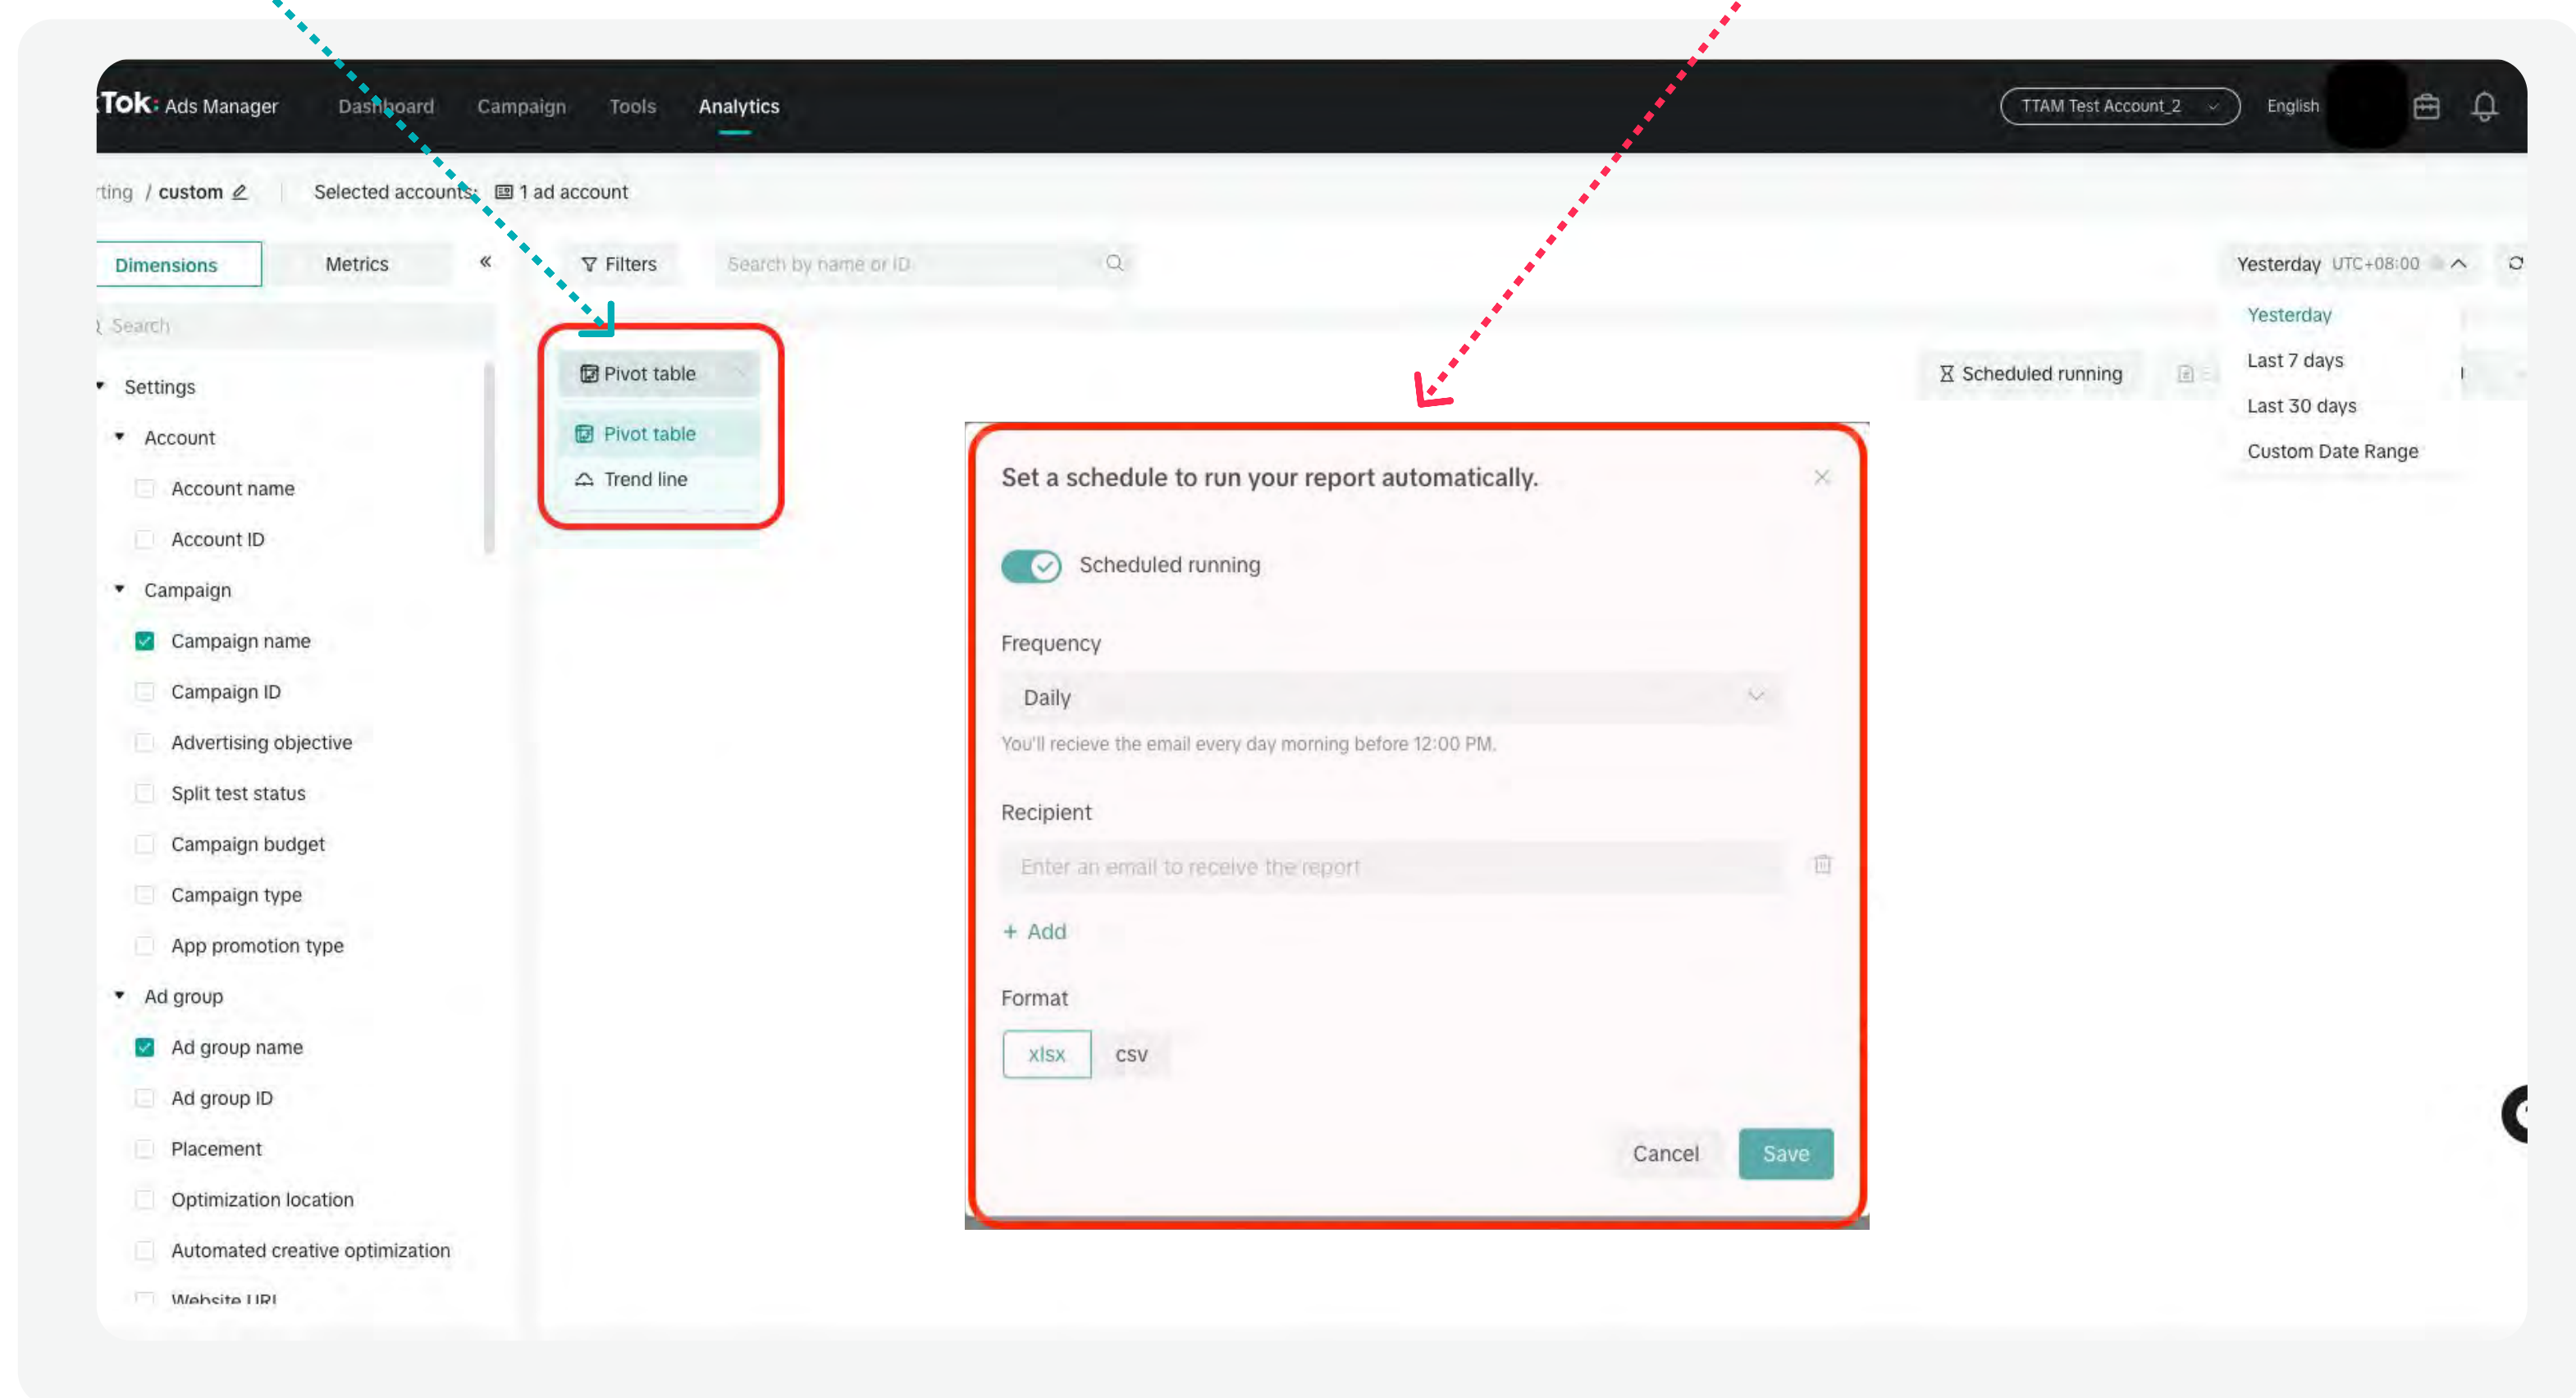 Tok: Ads Manager Dashboard Campaign Tools Analytics TTAM Test Account_2 English
rting / custom Selected accounts: 1 ad account
Dimensions Metrics « Filters Search by name or ID Yesterday UTC+08:00
Search
Yesterday
Last 7 days
Last 30 days
Custom Date Range
Pivot table
Scheduled running
Pivot table
Trend line
Settings
Account
Account name
Account ID
Campaign
Campaign name
Campaign ID
Advertising objective
Split test status
Campaign budget
Campaign type
App promotion type
Ad group
Ad group name
Ad group ID
Placement
Optimization location
Automated creative optimization
Website URL
Set a schedule to run your report automatically.
Scheduled running
Frequency
Daily
You'll recieve the email every day morning before 12:00 PM.
Recipient
Enter an email to receive the report
+ Add
Format
xlsx csv
Cancel Save